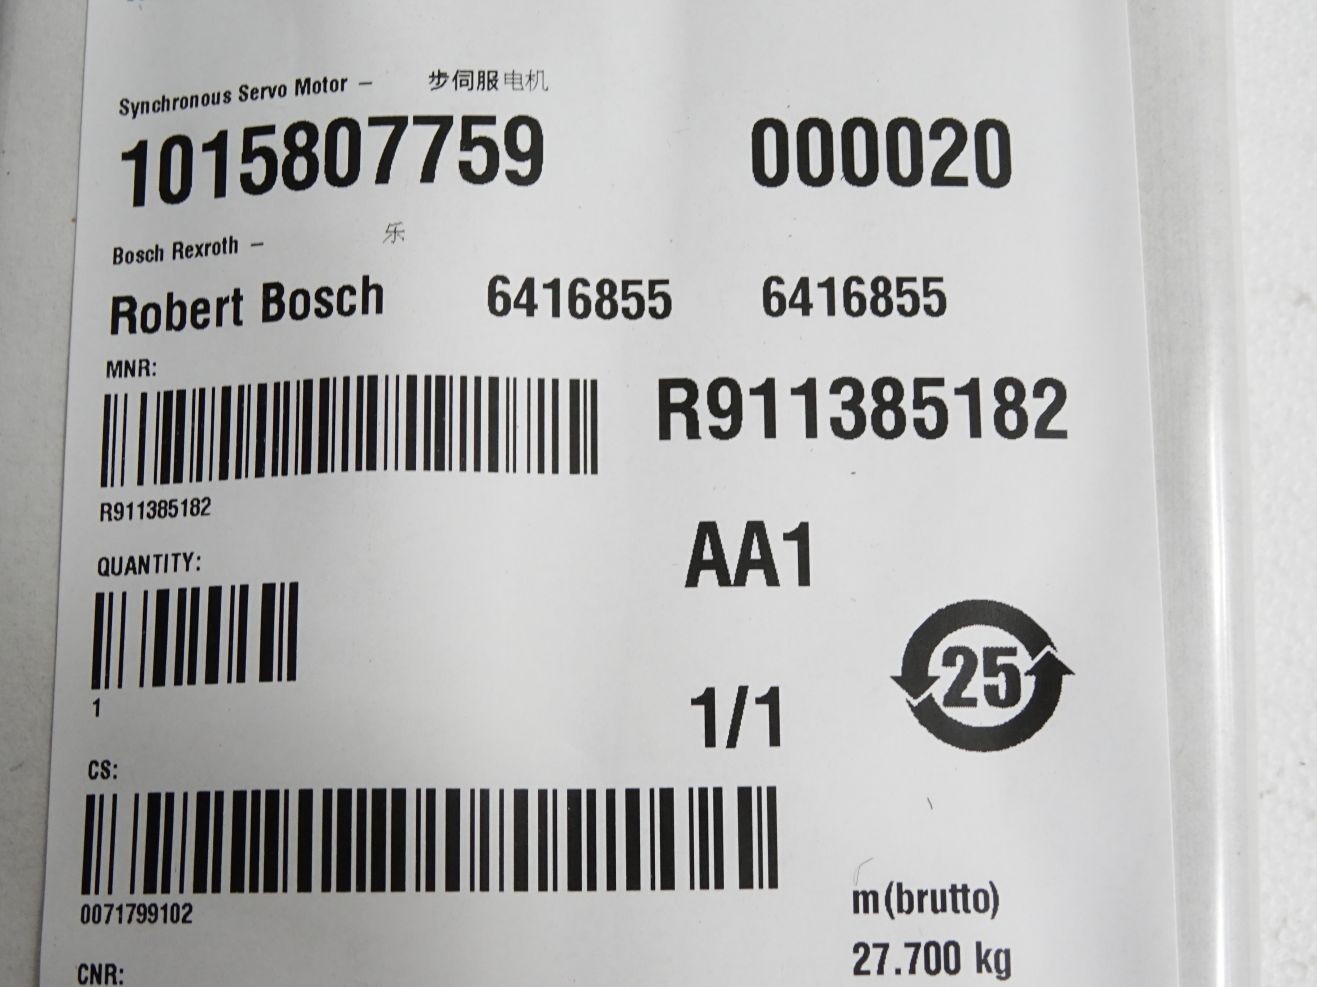 Synchronous Servo Motor – 步伺服电机
1015807759 000020
Bosch Rexroth – 乐
Robert Bosch 6416855 6416855
MNR:
R911385182
R911385182
QUANTITY:
AA1
1
1/1
25
CS:
0071799102
m(brutto)
27.700 kg
CNR: